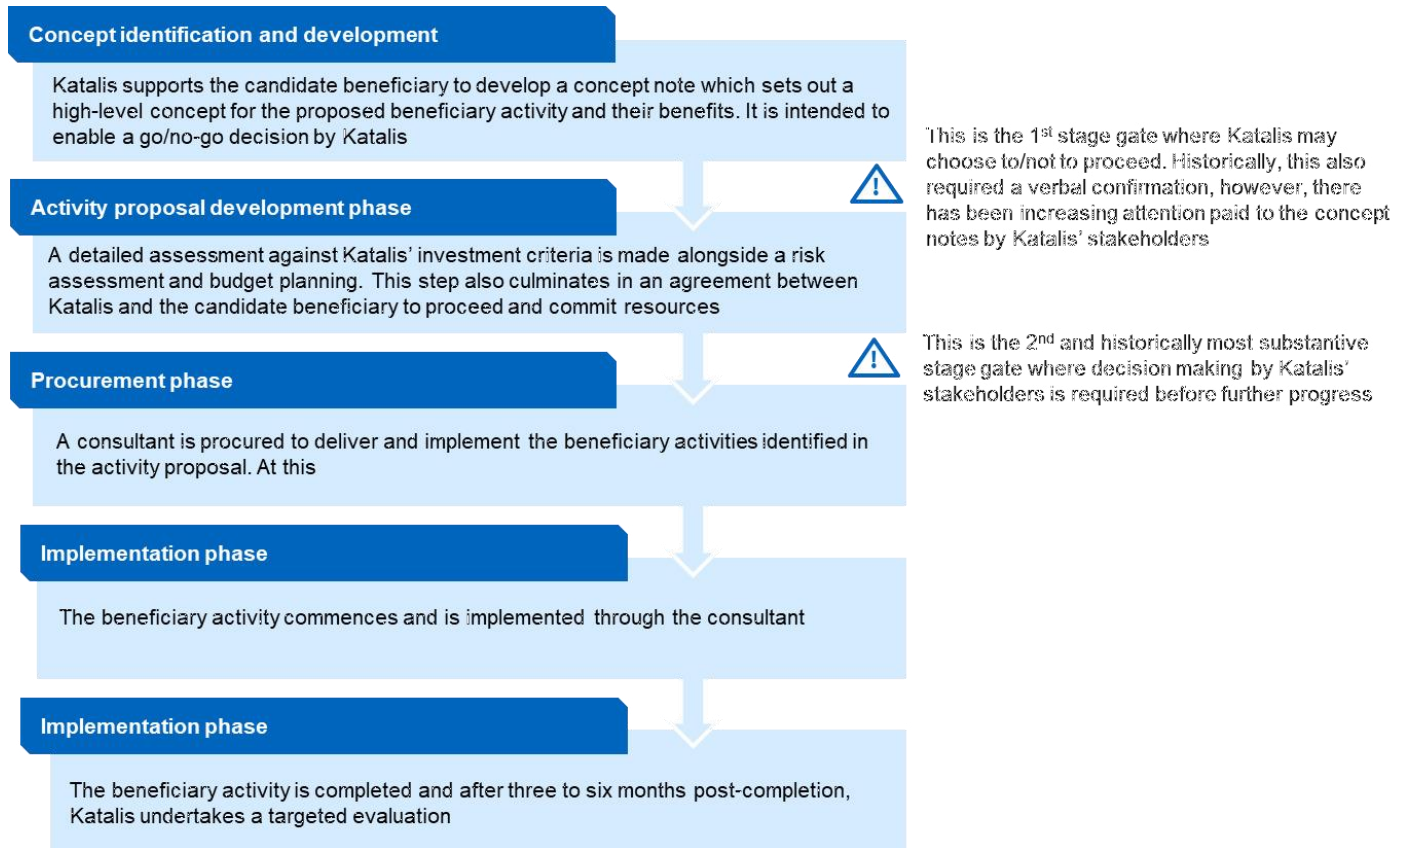 Concept identification and development
Katalis supports the candidate beneficiary to develop a concept note which sets out a
high-level concept for the proposed beneficiary activity and their benefits. It is intended to
enable a go/no-go decision by Katalis
This is the 1st stage gate where Katalis may
choose to/not to proceed. Historically, this also
required a verbal confirmation, however, there
has been increasing attention paid to the concept
notes by Katalis' stakeholders
Activity proposal development phase
A detailed assessment against Katalis' investment criteria is made alongside a risk
assessment and budget planning. This step also culminates in an agreement between
Katalis and the candidate beneficiary to proceed and commit resources
This is the 2nd and historically most substantive
stage gate where decision making by Katalis'
stakeholders is required before further progress
Procurement phase
A consultant is procured to deliver and implement the beneficiary activities identified in
the activity proposal. At this
Implementation phase
The beneficiary activity commences and is implemented through the consultant
Implementation phase
The beneficiary activity is completed and after three to six months post-completion,
Katalis undertakes a targeted evaluation